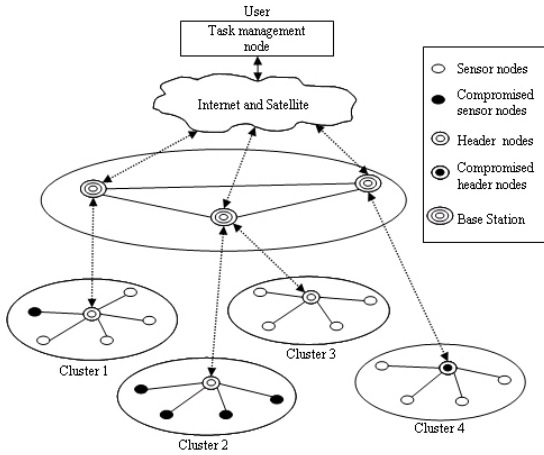 User
Task management
node
Internet and Satellite
Sensor nodes
Compromised
sensor nodes
Header nodes
Compromised
header nodes
Base Station
Cluster 1
Cluster 3
Cluster 2
Cluster 4